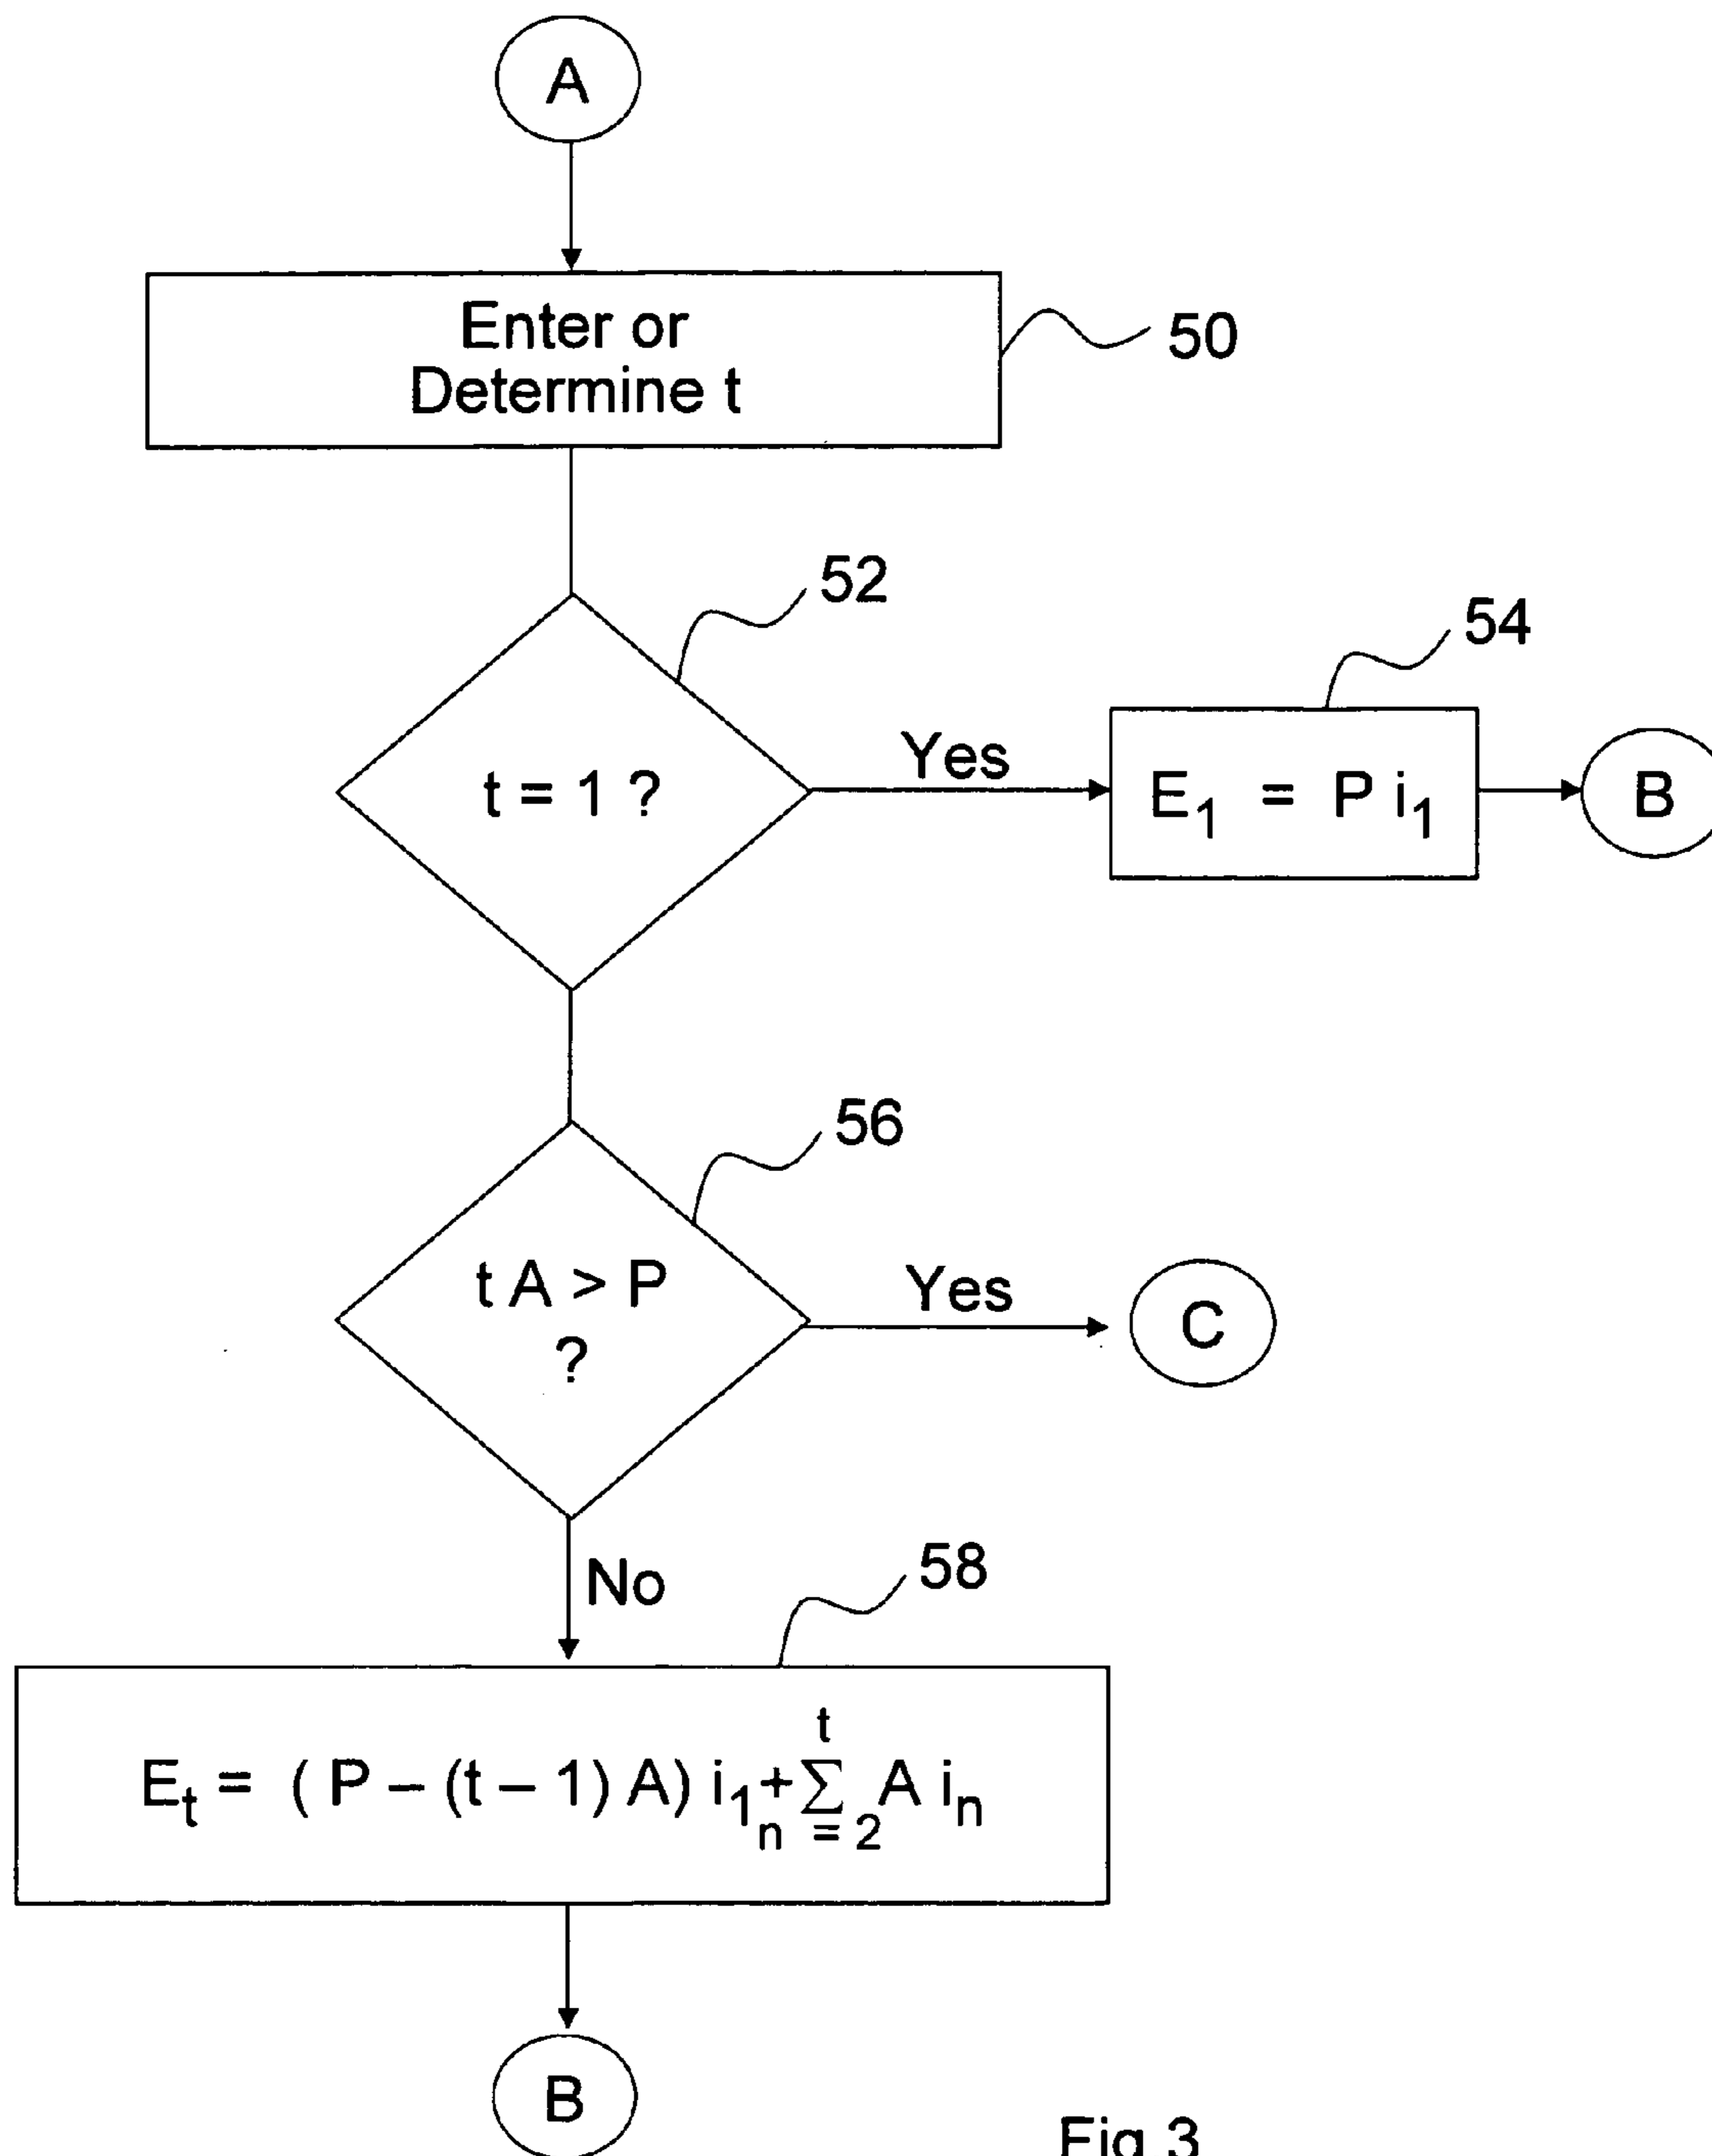 A
Enter or
Determine t
50
52
54
t = 1 ?
Yes
E₁ = P i₁
B
56
t A > P
?
Yes
C
No
58
Eₜ = ( P – (t – 1) A) i₁ + Σ A iₙ
t
n = 2
B
Fig 3